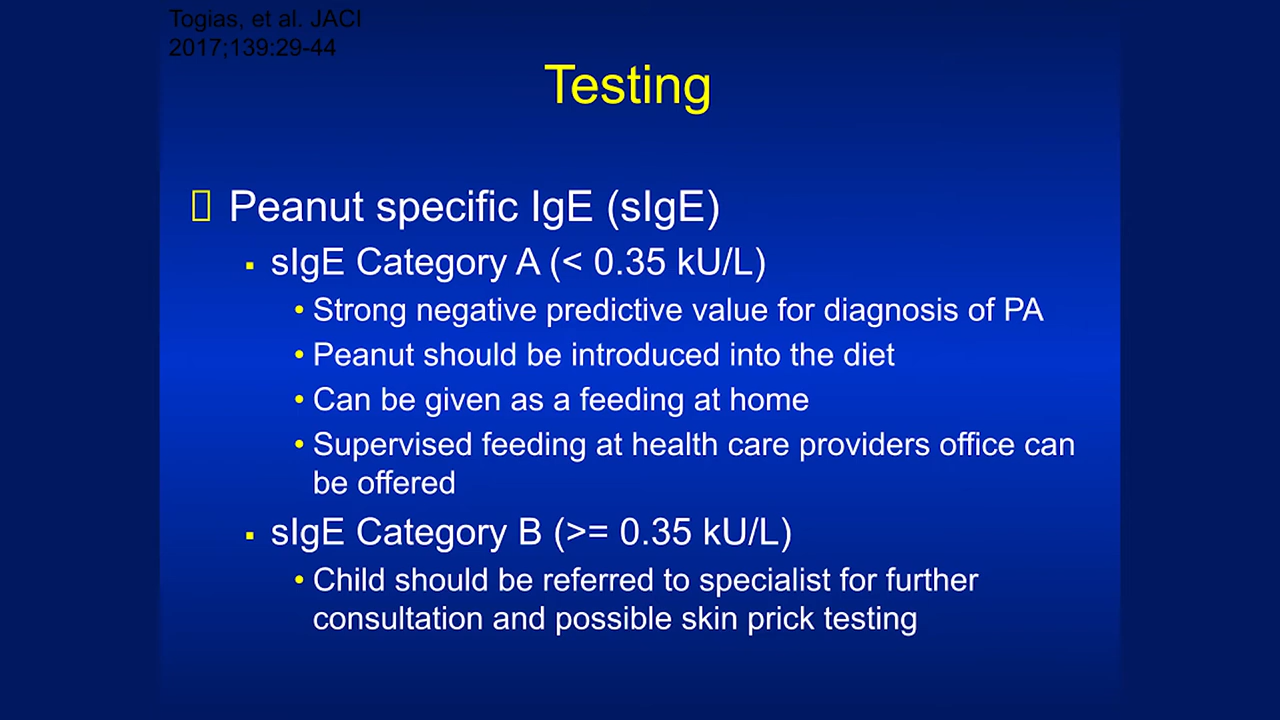 Togias, et al. JACI
2017;139:29-44
Testing
Peanut specific IgE (sIgE)
▪ sIgE Category A (< 0.35 kU/L)
• Strong negative predictive value for diagnosis of PA
• Peanut should be introduced into the diet
• Can be given as a feeding at home
• Supervised feeding at health care providers office can
be offered
▪ sIgE Category B (>= 0.35 kU/L)
• Child should be referred to specialist for further
consultation and possible skin prick testing